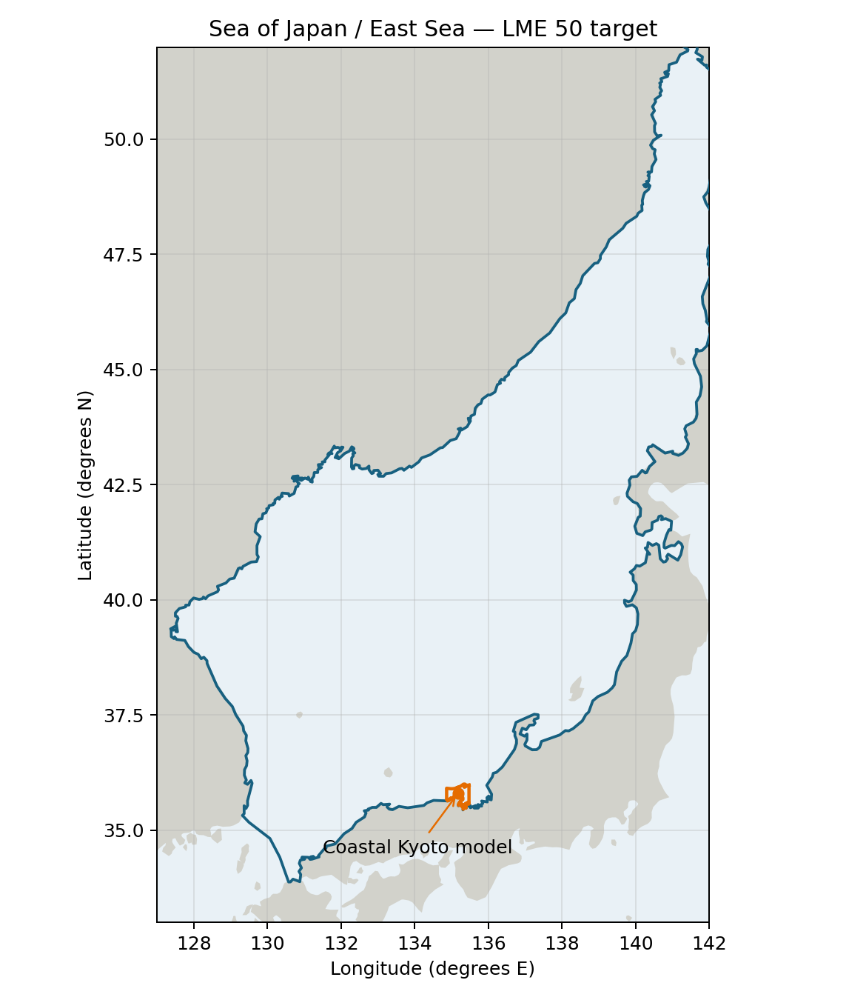 Sea of Japan / East Sea — LME 50 target
Latitude (degrees N)
50.0
47.5
45.0
42.5
40.0
37.5
35.0
Coastal Kyoto model
128 130 132 134 136 138 140 142
Longitude (degrees E)